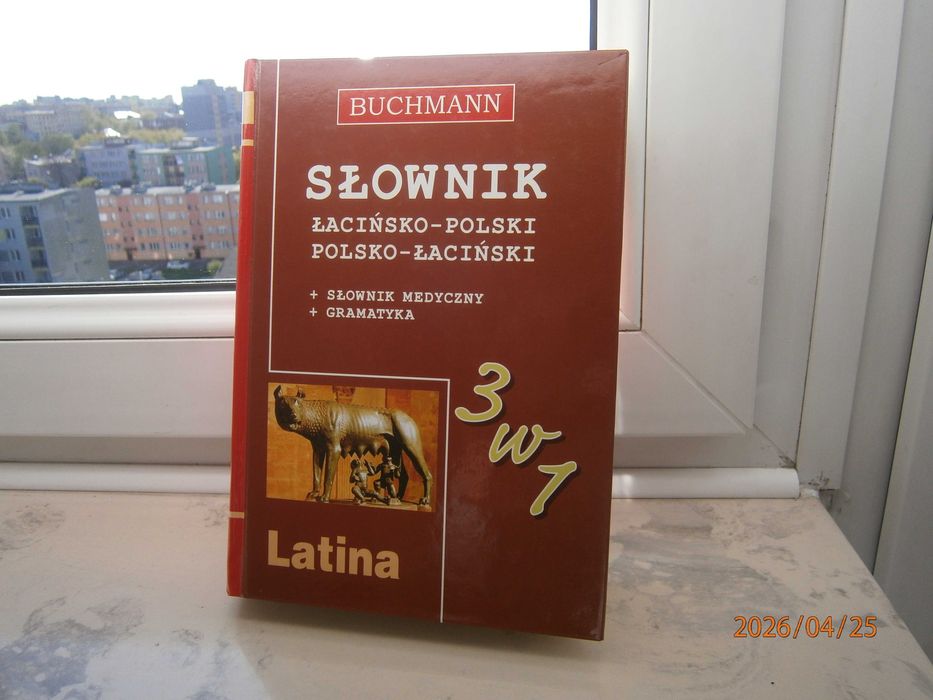 BUCHMANN
SŁOWNIK
ŁACIŃSKO-POLSKI
POLSKO-ŁACIŃSKI
+ SŁOWNIK MEDYCZNY
+ GRAMATYKA
3 w 1
Latina
2026/04/25